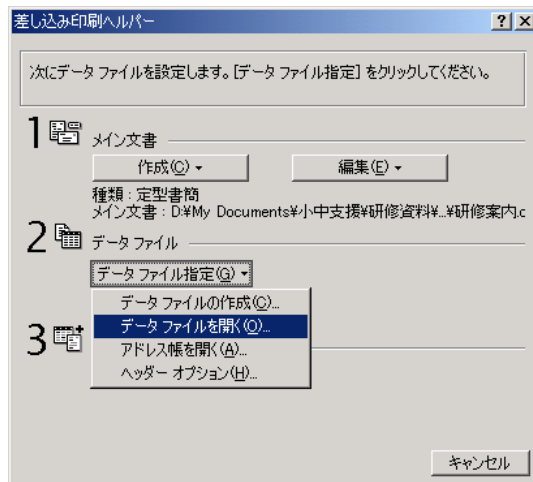 差し込み印刷ヘルパー
次にデータ ファイルを設定します。[データ ファイル指定] をクリックしてください。
1 メイン文書
作成(C) 編集(E)
種類 : 定型書簡
メイン文書 : D:¥My Documents¥小中支援¥研修資料¥...¥研修案内.c
2 データ ファイル
データ ファイル指定(G)
データ ファイルの作成(C)...
データ ファイルを開く(O)...
3
アドレス帳を開く(A)...
ヘッダー オプション(H)...
キャンセル